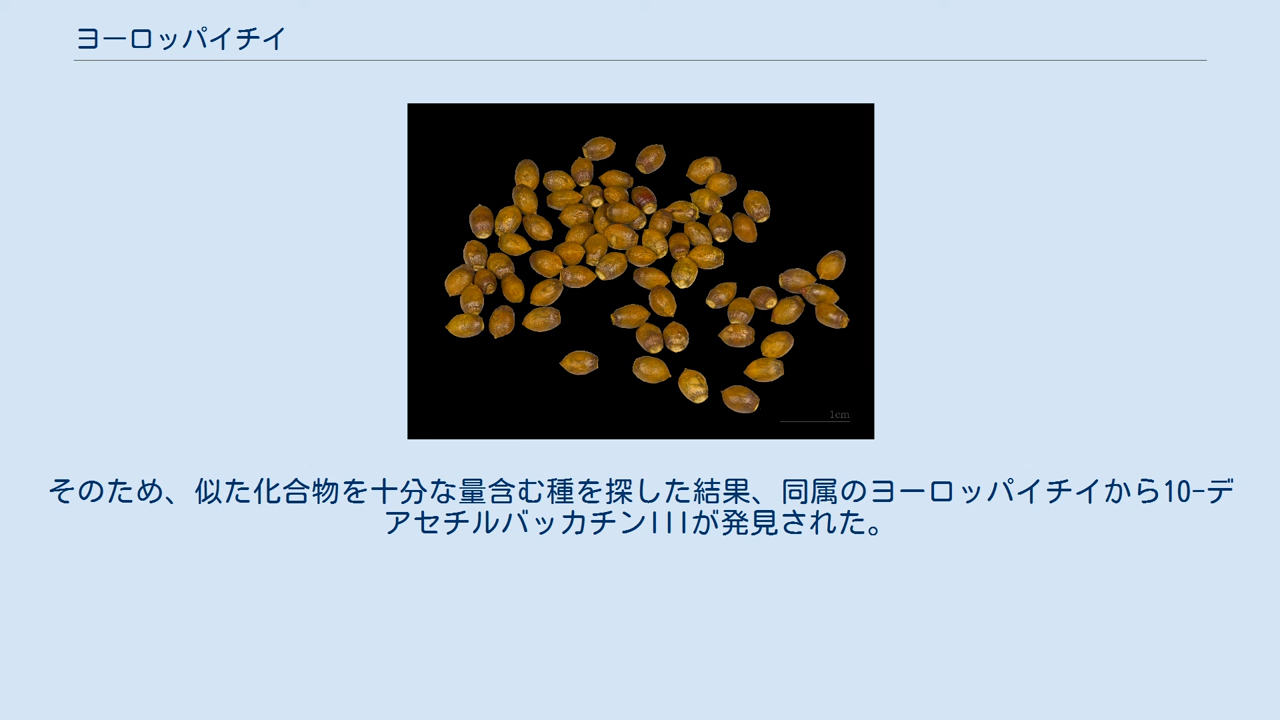 ヨーロッパイチイ
1cm
そのため、似た化合物を十分な量含む種を探した結果、同属のヨーロッパイチイから10-デ
アセチルバッカチンIIIが発見された。